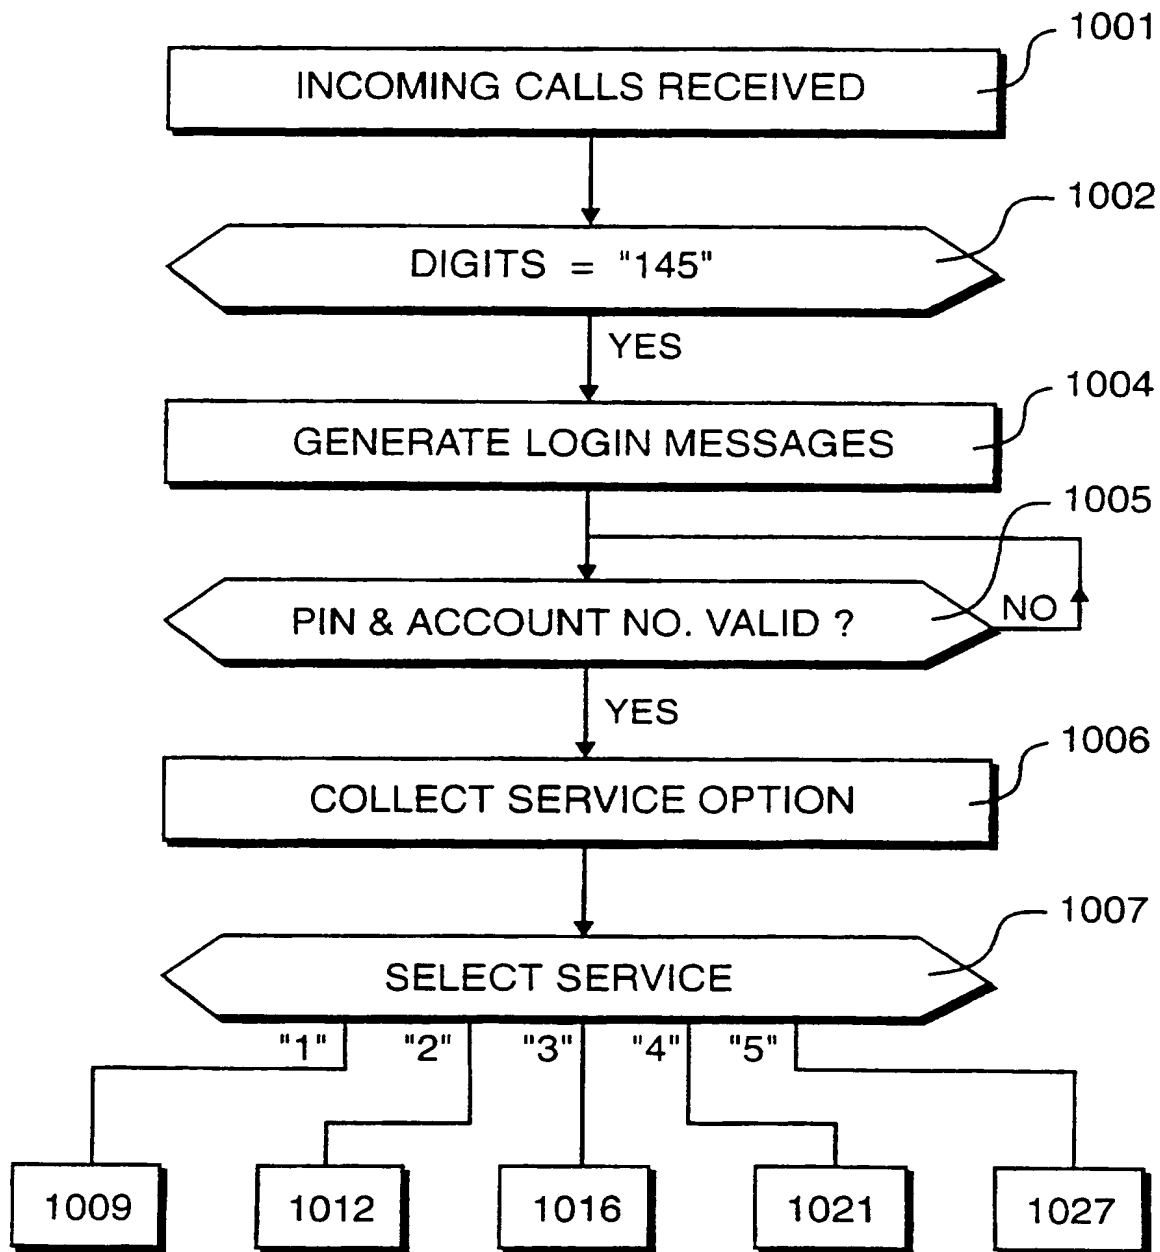 1001
INCOMING CALLS RECEIVED
1002
DIGITS = "145"
YES
1004
GENERATE LOGIN MESSAGES
1005
PIN & ACCOUNT NO. VALID ?
NO
YES
1006
COLLECT SERVICE OPTION
1007
SELECT SERVICE
"1" "2" "3" "4" "5"
1009 1012 1016 1021 1027